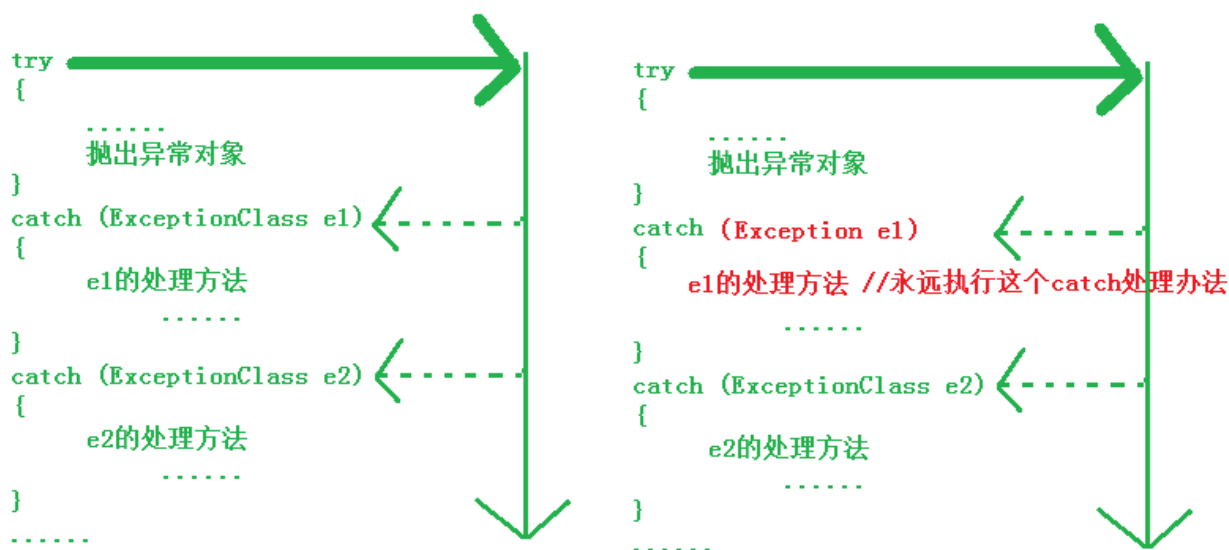 try
{
......
抛出异常对象
}
catch (ExceptionClass e1)
{
e1的处理方法
......
}
catch (ExceptionClass e2)
{
e2的处理方法
......
}
......
try
{
......
抛出异常对象
}
catch (Exception e1)
{
e1的处理方法 //永远执行这个catch处理办法
......
}
catch (ExceptionClass e2)
{
e2的处理方法
......
}
......